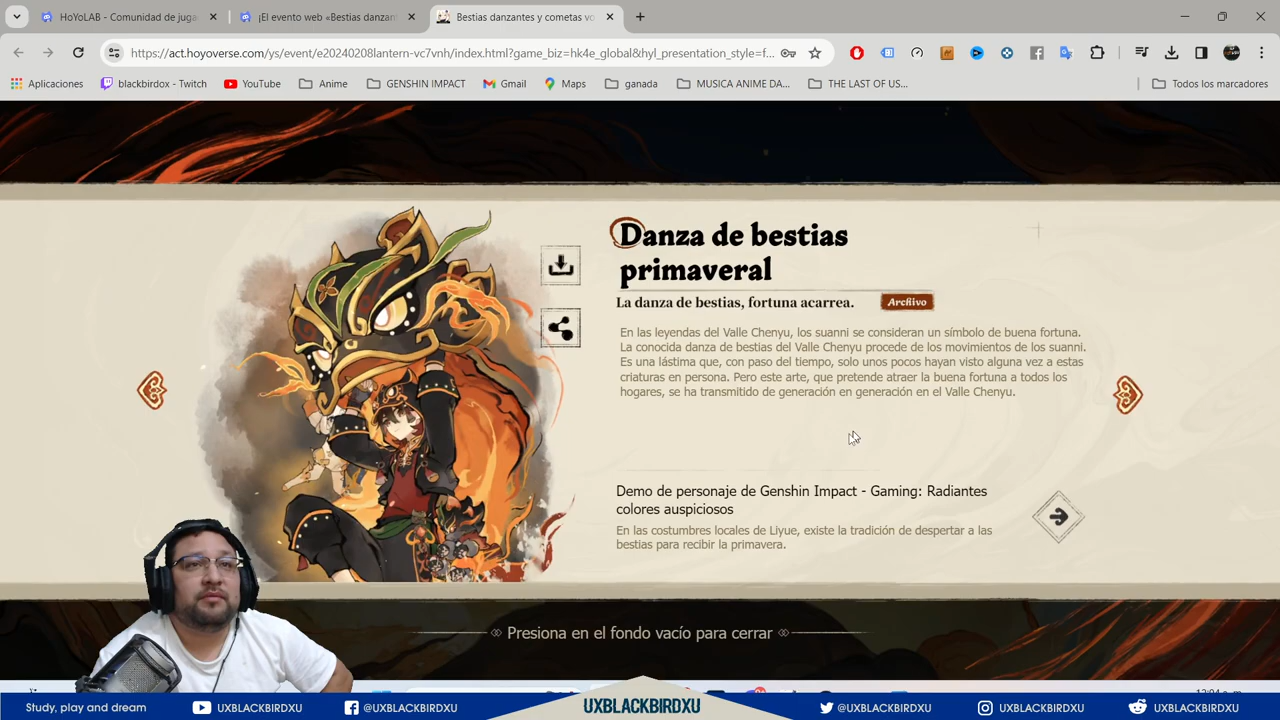 HoYoLAB - Comunidad de juga
¡El evento web «Bestias danzant
Bestias danzantes y cometas vo
https://act.hoyoverse.com/ys/event/e20240208lantern-vc7vnh/index.html?game_biz=hk4e_global&hyl_presentation_style=f...
Aplicaciones
blackbirdox - Twitch
YouTube
Anime
GENSHIN IMPACT
Gmail
Maps
ganada
MUSICA ANIME DA...
THE LAST OF US...
Todos los marcadores
Danza de bestias
primaveral
La danza de bestias, fortuna acarrea.
Archivo
En las leyendas del Valle Chenyu, los suanni se consideran un símbolo de buena fortuna.
La conocida danza de bestias del Valle Chenyu procede de los movimientos de los suanni.
Es una lástima que, con paso del tiempo, solo unos pocos hayan visto alguna vez a estas
criaturas en persona. Pero este arte, que pretende atraer la buena fortuna a todos los
hogares, se ha transmitido de generación en generación en el Valle Chenyu.
Demo de personaje de Genshin Impact - Gaming: Radiantes
colores auspiciosos
En las costumbres locales de Liyue, existe la tradición de despertar a las
bestias para recibir la primavera.
Presiona en el fondo vacío para cerrar
Study, play and dream
UXBLACKBIRDXU
@UXBLACKBIRDXU
UXBLACKBIRDXU
@UXBLACKBIRDXU
UXBLACKBIRDXU
UXBLACKBIRDXU